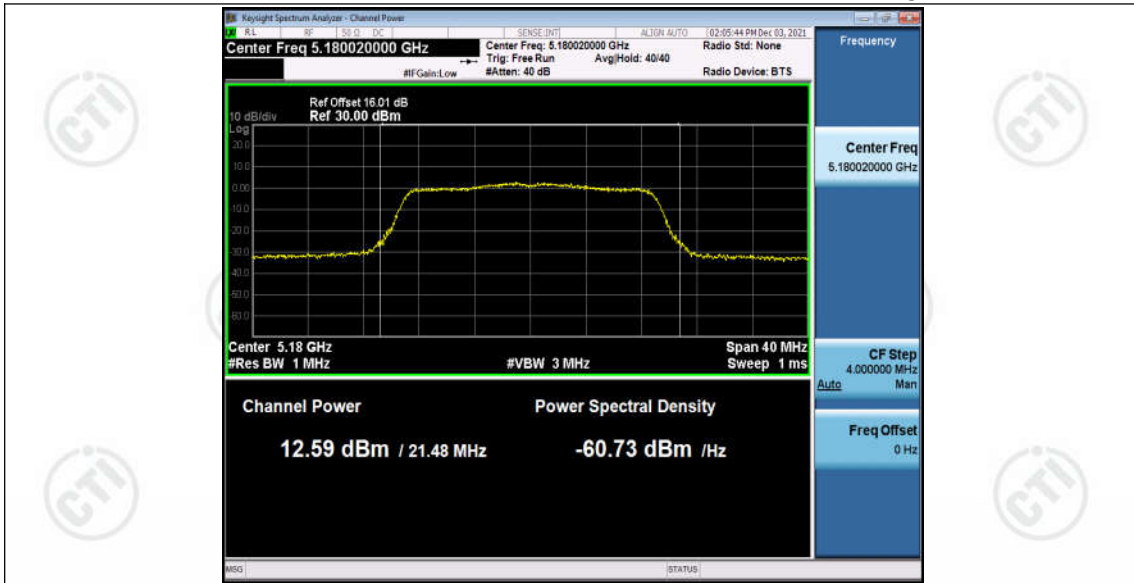 Keysight Spectrum Analyzer - Channel Power
RL RF 50 Ω DC SENSE:INT ALIGN AUTO 02:05:44 PM Dec 03, 2021
Center Freq 5.180020000 GHz
Center Freq: 5.180020000 GHz
Radio Std: None
Trig: Free Run Avg|Hold: 40/40
#IFGain:Low
#Atten: 40 dB
Radio Device: BTS
Frequency
Ref Offset 16.01 dB
10 dB/div Ref 30.00 dBm
Log
20.0
10.0
0.00
-10.0
-20.0
-30.0
-40.0
-50.0
-60.0
Center 5.18 GHz
Span 40 MHz
#Res BW 1 MHz
#VBW 3 MHz
Sweep 1 ms
Channel Power
Power Spectral Density
12.59 dBm / 21.48 MHz
-60.73 dBm /Hz
Center Freq
5.180020000 GHz
CF Step
4.000000 MHz
Auto Man
Freq Offset
0 Hz
MSG
STATUS
CTI
CTI
CTI
CTI